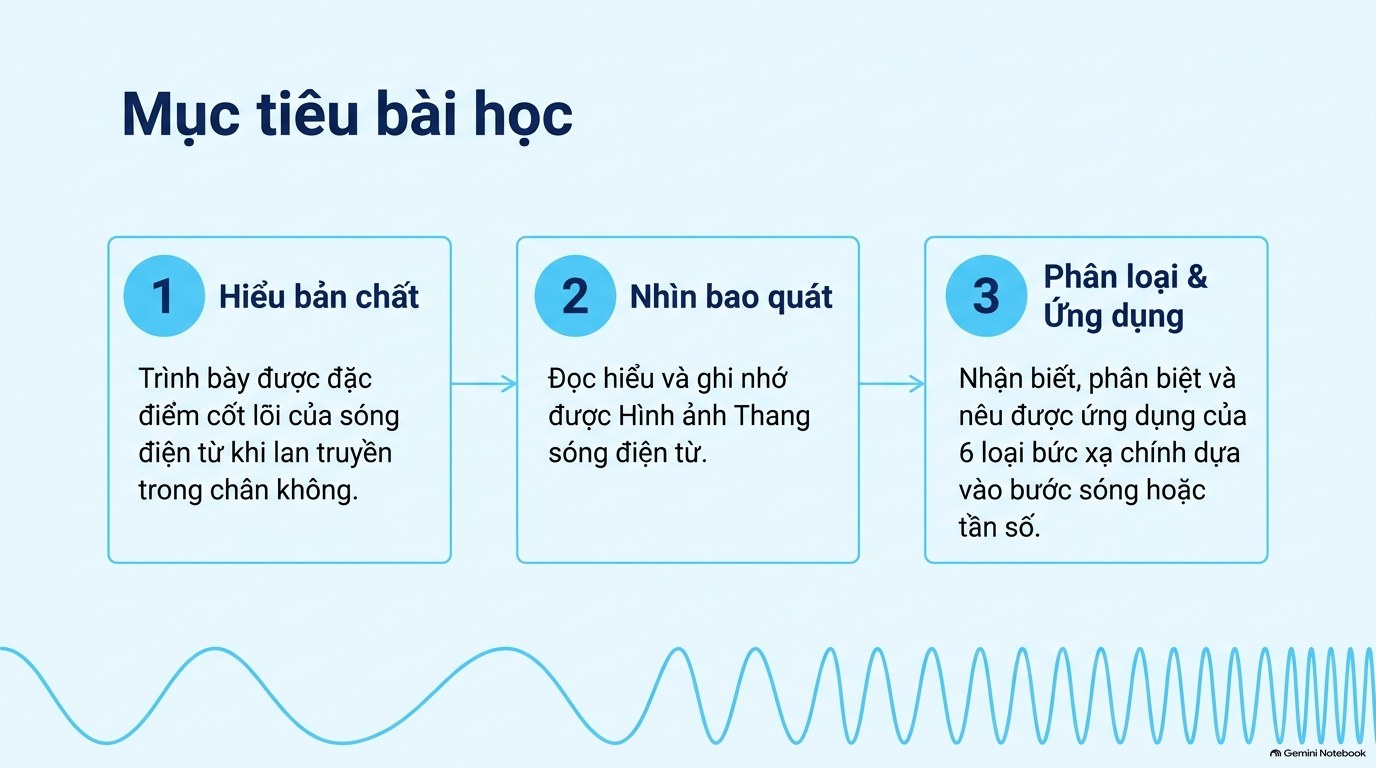 Mục tiêu bài học
1
Hiểu bản chất
Trình bày được đặc
điểm cốt lõi của sóng
điện từ khi lan truyền
trong chân không.
2
Nhìn bao quát
Đọc hiểu và ghi nhớ
được Hình ảnh Thang
sóng điện từ.
3
Phân loại &
Ứng dụng
Nhận biết, phân biệt và
nêu được ứng dụng của
6 loại bức xạ chính dựa
vào bước sóng hoặc
tần số.
Gemini Notebook